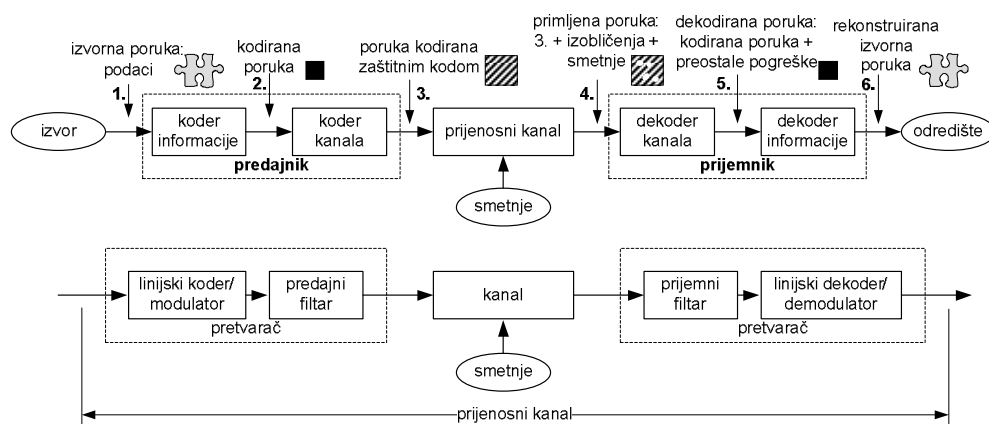 izvorna poruka:
podaci
1.
kodirana
poruka
2.
poruka kodirana
zaštitnim kodom
3.
primljena poruka:
3. + izobličenja +
smetnje
4.
dekodirana poruka:
kodirana poruka +
preostale pogreške
5.
rekonstruirana
izvorna
poruka
6.
izvor
koder
informacije
koder
kanala
predajnik
prijenosni kanal
smetnje
dekoder
kanala
dekoder
informacije
prijemnik
odredište
linijski koder/
modulator
predajni
filtar
pretvarač
kanal
smetnje
prijemni
filtar
linijski dekoder/
demodulator
pretvarač
prijenosni kanal